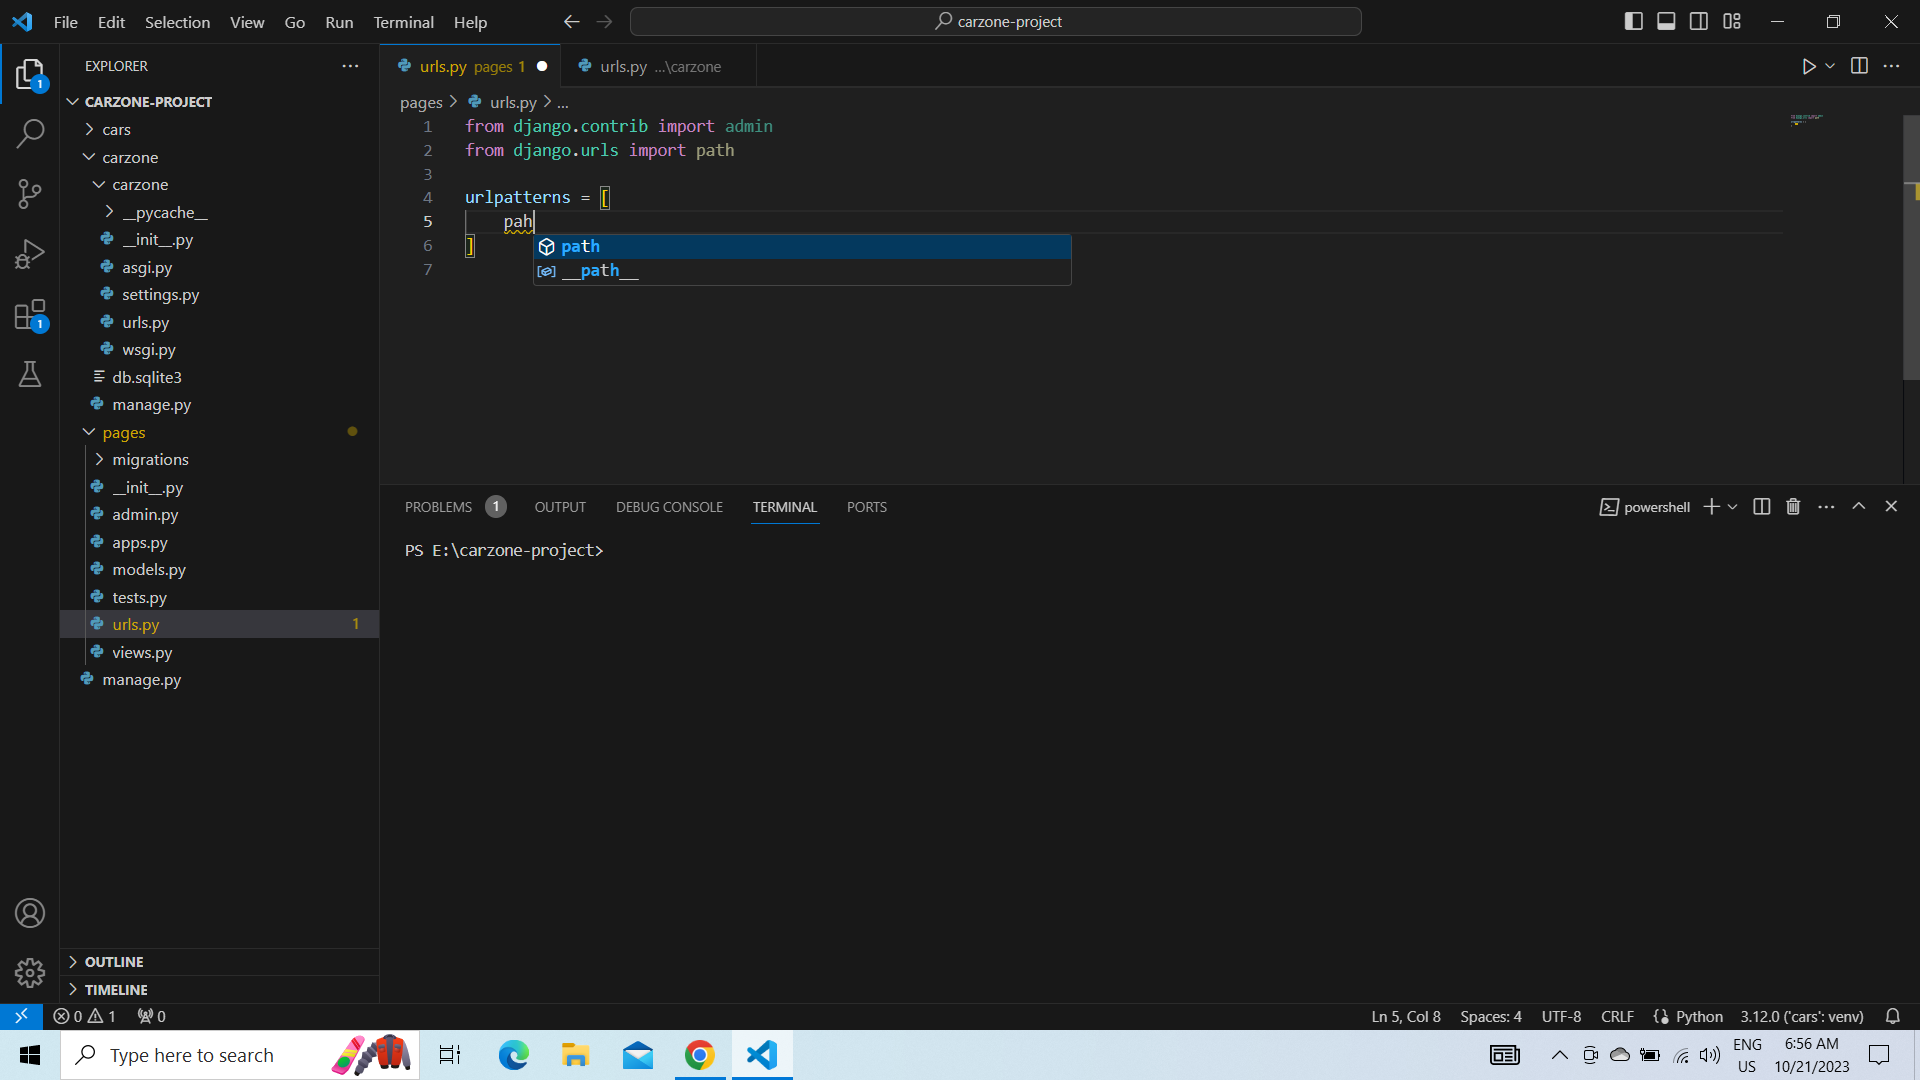 File Edit Selection View Go Run Terminal Help
carzone-project
EXPLORER
CARZONE-PROJECT
cars
carzone
carzone
__pycache__
__init__.py
asgi.py
settings.py
urls.py
wsgi.py
db.sqlite3
manage.py
pages
migrations
__init__.py
admin.py
apps.py
models.py
tests.py
urls.py 1
views.py
manage.py
OUTLINE
TIMELINE
1
1
urls.py pages 1
urls.py ...\carzone
pages > urls.py > ...
1 from django.contrib import admin
2 from django.urls import path
3
4 urlpatterns = [
5 pah
6 ]
7
path
__path__
PROBLEMS 1 OUTPUT DEBUG CONSOLE TERMINAL PORTS
powershell
PS E:\carzone-project>
0 1 0
Ln 5, Col 8 Spaces: 4 UTF-8 CRLF Python 3.12.0 ('cars': venv)
Type here to search
ENG
US
6:56 AM
10/21/2023